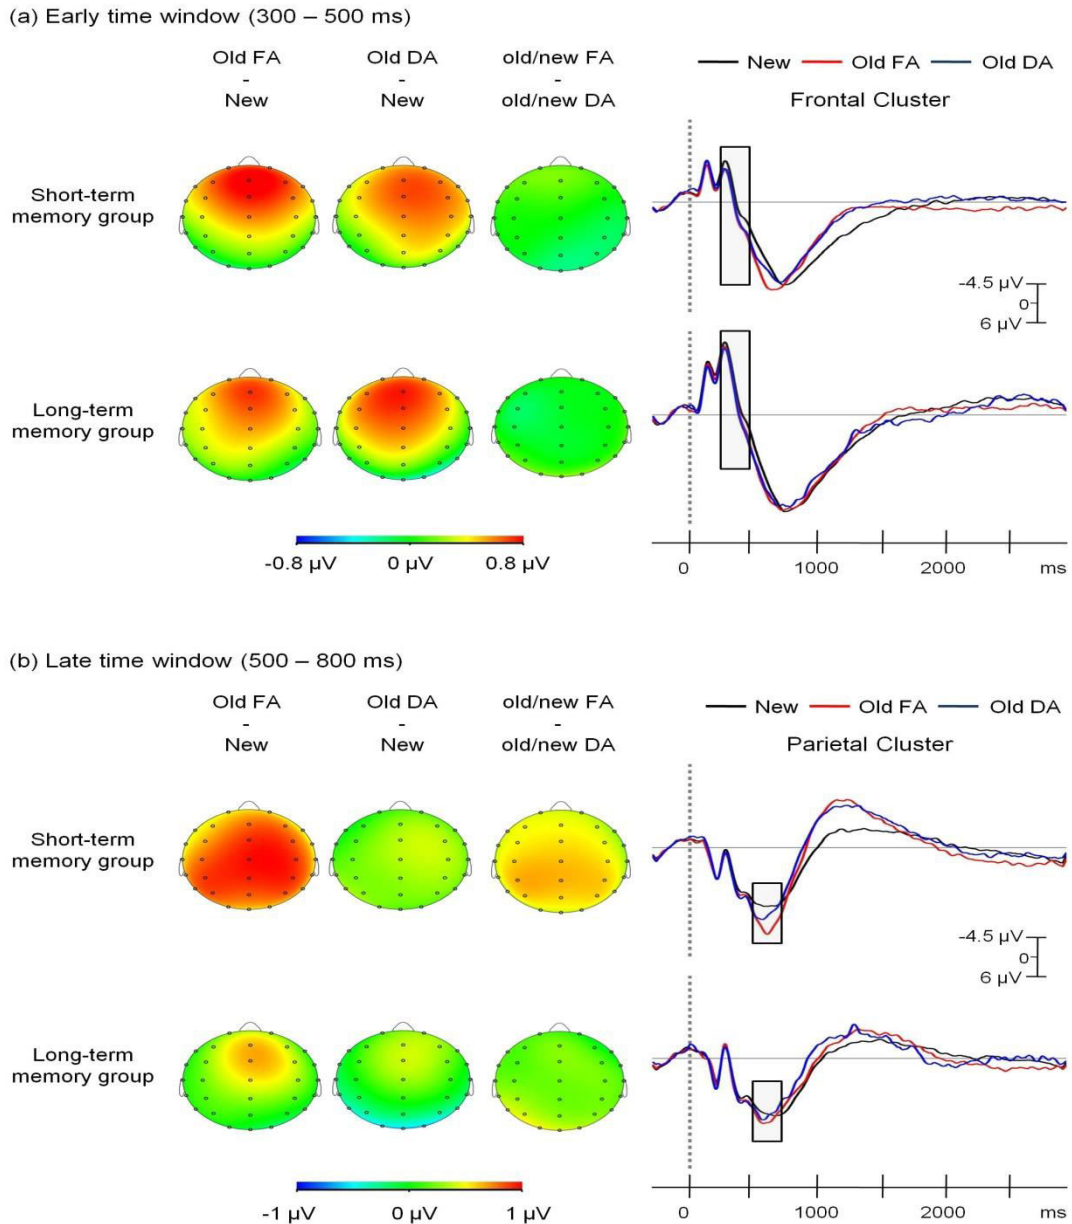 (a) Early time window (300 – 500 ms)
Old FA
-
New
Old DA
-
New
old/new FA
-
old/new DA
New Old FA Old DA
Frontal Cluster
Short-term
memory group
-4.5 µV
0
6 µV
Long-term
memory group
-0.8 µV 0 µV 0.8 µV
0 1000 2000 ms
(b) Late time window (500 – 800 ms)
Old FA
-
New
Old DA
-
New
old/new FA
-
old/new DA
New Old FA Old DA
Parietal Cluster
Short-term
memory group
-4.5 µV
0
6 µV
Long-term
memory group
-1 µV 0 µV 1 µV
0 1000 2000 ms